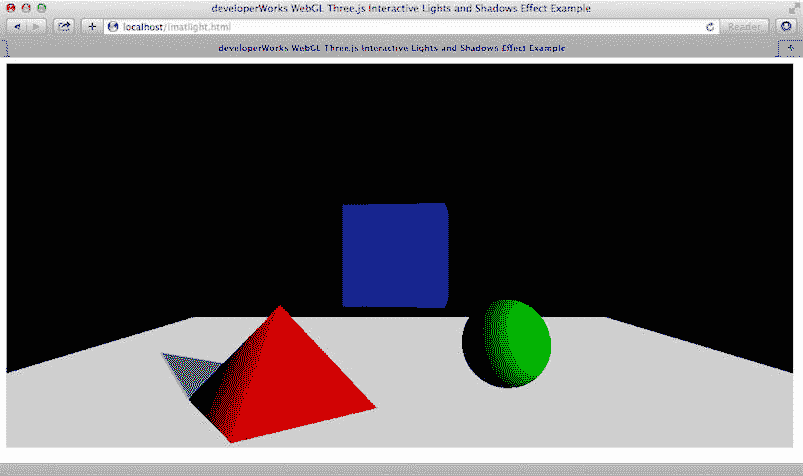 developerWorks WebGL Three.js Interactive Lights and Shadows Effect Example
localhost/imatlight.html
Reader
developerWorks WebGL Three.js Interactive Lights and Shadows Effect Example